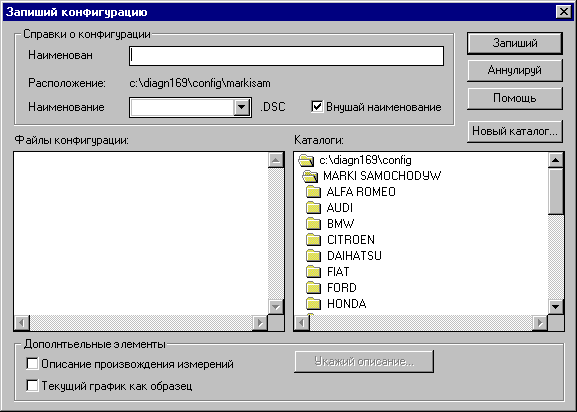 Запиший конфигурацию
Справки о конфигурации
Наименован
Расположение: c:\diagn169\config\markisam
Наименование .DSC Внушай наименование
Запиший
Аннулируй
Помощь
Новый каталог...
Файлы конфигурации:
Каталоги:
c:\diagn169\config
MARKI SAMOCHODYW
ALFA ROMEO
AUDI
BMW
CITROEN
DAIHATSU
FIAT
FORD
HONDA
Дополнтьельные элементы
Описание произвождения измерений
Укажий описание...
Текущий график как образец